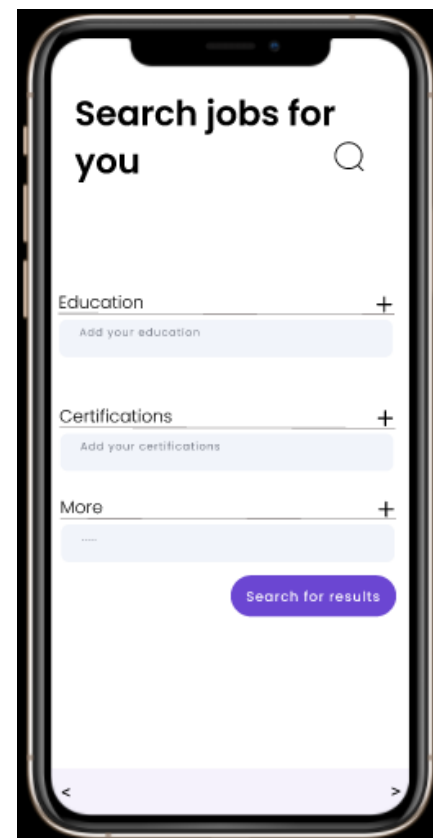 Search jobs for
you
Education +
Add your education
Certifications +
Add your certifications
More +
.....
Search for results
< >